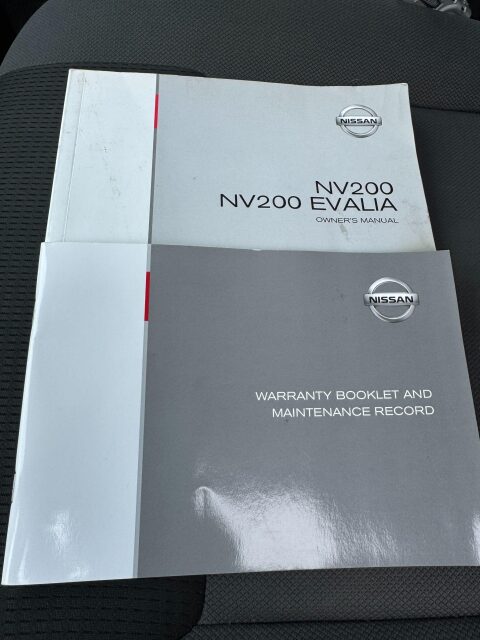 NISSAN
NV200
NV200 EVALIA
OWNER'S MANUAL
NISSAN
WARRANTY BOOKLET AND
MAINTENANCE RECORD